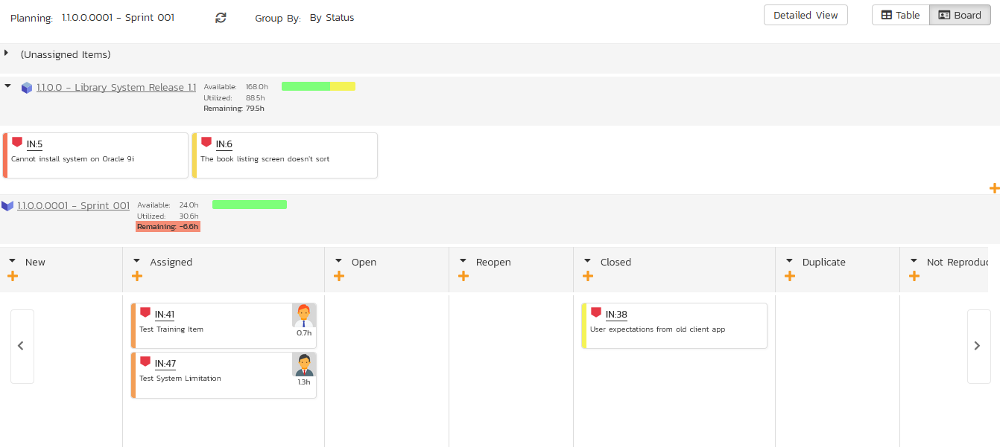 Planning: 1.1.0.0.0001 - Sprint 001 Group By: By Status Detailed View Table Board
(Unassigned Items)
1.1.0.0 - Library System Release 1.1
Available: 168.0h
Utilized: 88.5h
Remaining: 79.5h
IN:5
Cannot install system on Oracle 9i
IN:6
The book listing screen doesn't sort
1.1.0.0.0001 - Sprint 001
Available: 24.0h
Utilized: 30.6h
Remaining: -6.6h
New Assigned Open Reopen Closed Duplicate Not Reproduc
IN:41
Test Training Item
0.7h
IN:47
Test System Limitation
1.3h
IN:38
User expectations from old client app